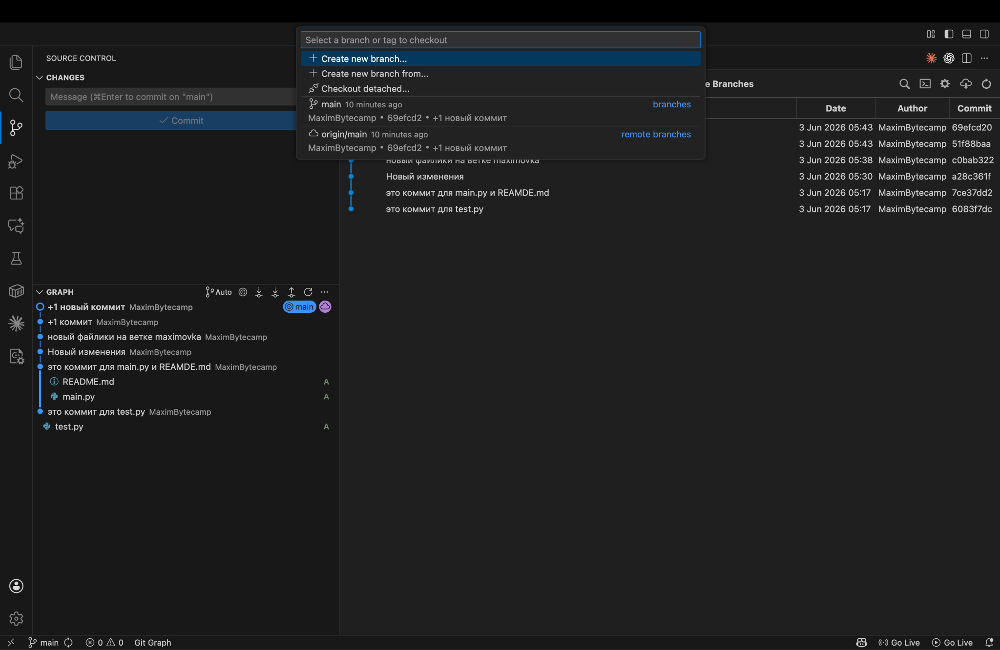 Select a branch or tag to checkout
Create new branch...
Create new branch from...
Checkout detached...
main 10 minutes ago branches
MaximBytecamp • 69efcd2 • +1 новый коммит
origin/main 10 minutes ago remote branches
MaximBytecamp • 69efcd2 • +1 новый коммит
SOURCE CONTROL
CHANGES
Message (⌘Enter to commit on "main")
Commit
e Branches
Date Author Commit
3 Jun 2026 05:43 MaximBytecamp 69efcd20
3 Jun 2026 05:43 MaximBytecamp 51f88baa
новый файлики на ветке maximovka 3 Jun 2026 05:38 MaximBytecamp c0bab322
Новый изменения 3 Jun 2026 05:30 MaximBytecamp a28c361f
это коммит для main.py и REAMDE.md 3 Jun 2026 05:17 MaximBytecamp 7ce37dd2
это коммит для test.py 3 Jun 2026 05:17 MaximBytecamp 6083f7dc
GRAPH Auto
+1 новый коммит MaximBytecamp main
+1 коммит MaximBytecamp
новый файлики на ветке maximovka MaximBytecamp
Новый изменения MaximBytecamp
это коммит для main.py и REAMDE.md MaximBytecamp
README.md A
main.py A
это коммит для test.py MaximBytecamp
test.py A
main 0 0 Git Graph Go Live Go Live